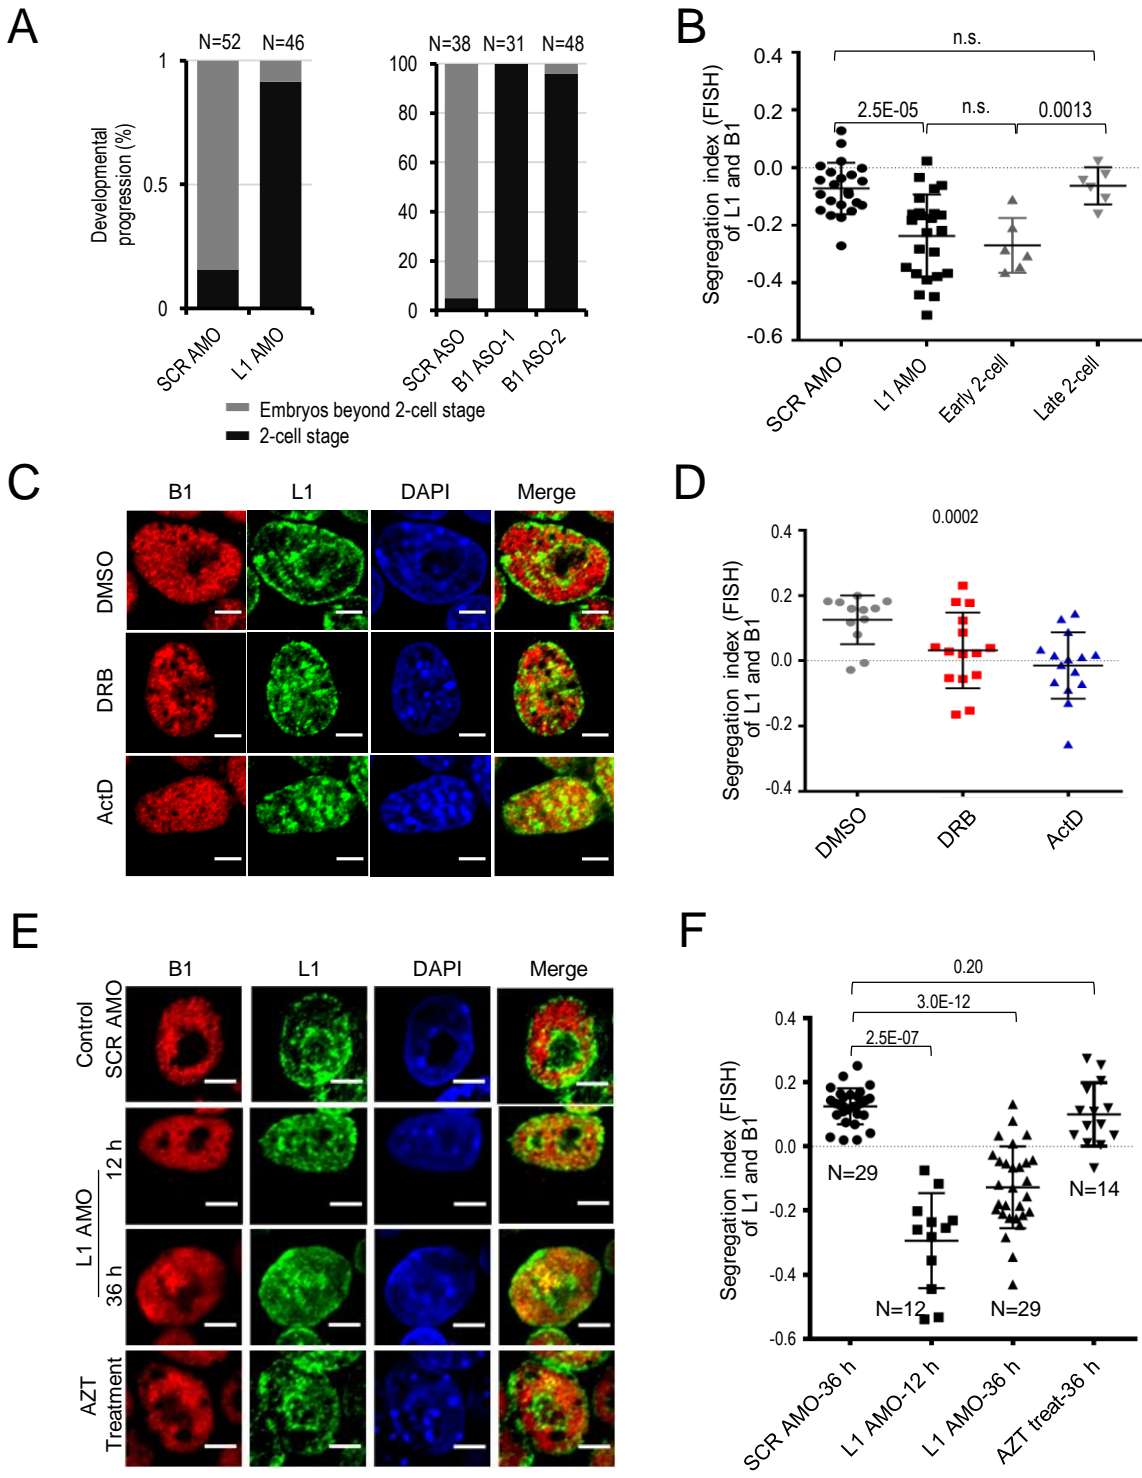 A
N=52 N=46
N=38 N=31 N=48
Developmental
progression (%)
1
0.5
0
100
80
60
40
20
0
SCR AMO
L1 AMO
SCR ASO
B1 ASO-1
B1 ASO-2
Embryos beyond 2-cell stage
2-cell stage
B
n.s.
2.5E-05
n.s.
0.0013
Segregation index (FISH)
of L1 and B1
0.4
0.2
0.0
-0.2
-0.4
-0.6
SCR AMO
L1 AMO
Early 2-cell
Late 2-cell
C
B1 L1 DAPI Merge
DMSO
DRB
ActD
D
0.0002
Segregation index (FISH)
of L1 and B1
0.4
0.2
0.0
-0.2
-0.4
DMSO
DRB
ActD
E
B1 L1 DAPI Merge
Control
SCR AMO
L1 AMO
12 h
36 h
AZT
Treatment
F
0.20
3.0E-12
2.5E-07
Segregation index (FISH)
of L1 and B1
0.4
0.2
0.0
-0.2
-0.4
-0.6
N=29
N=12
N=29
N=14
SCR AMO-36 h
L1 AMO-12 h
L1 AMO-36 h
AZT treat-36 h